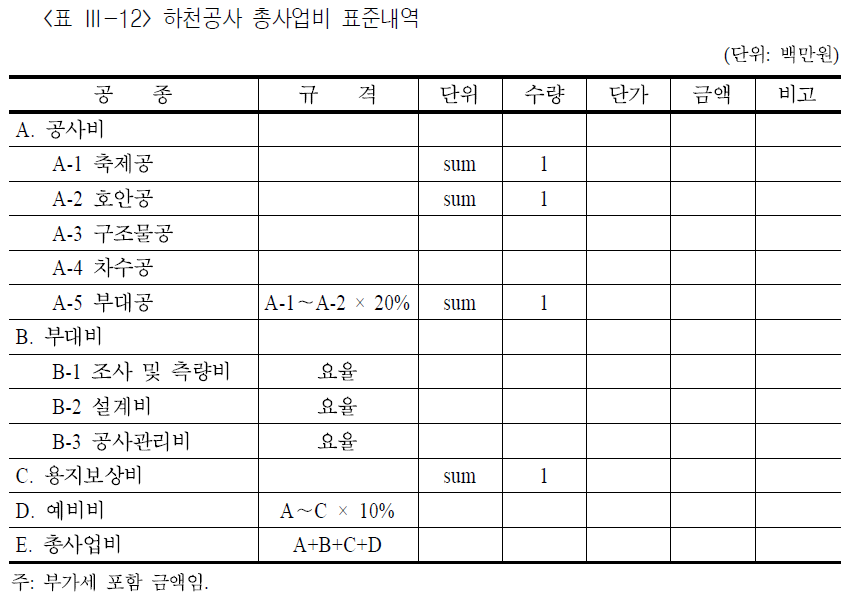 <표 Ⅲ-12> 하천공사 총사업비 표준내역
(단위: 백만원)
공 종 규 격 단위 수량 단가 금액 비고
A. 공사비
A-1 축제공 sum 1
A-2 호안공 sum 1
A-3 구조물공
A-4 차수공
A-5 부대공 A-1~A-2 × 20% sum 1
B. 부대비
B-1 조사 및 측량비 요율
B-2 설계비 요율
B-3 공사관리비 요율
C. 용지보상비 sum 1
D. 예비비 A~C × 10%
E. 총사업비 A+B+C+D
주: 부가세 포함 금액임.